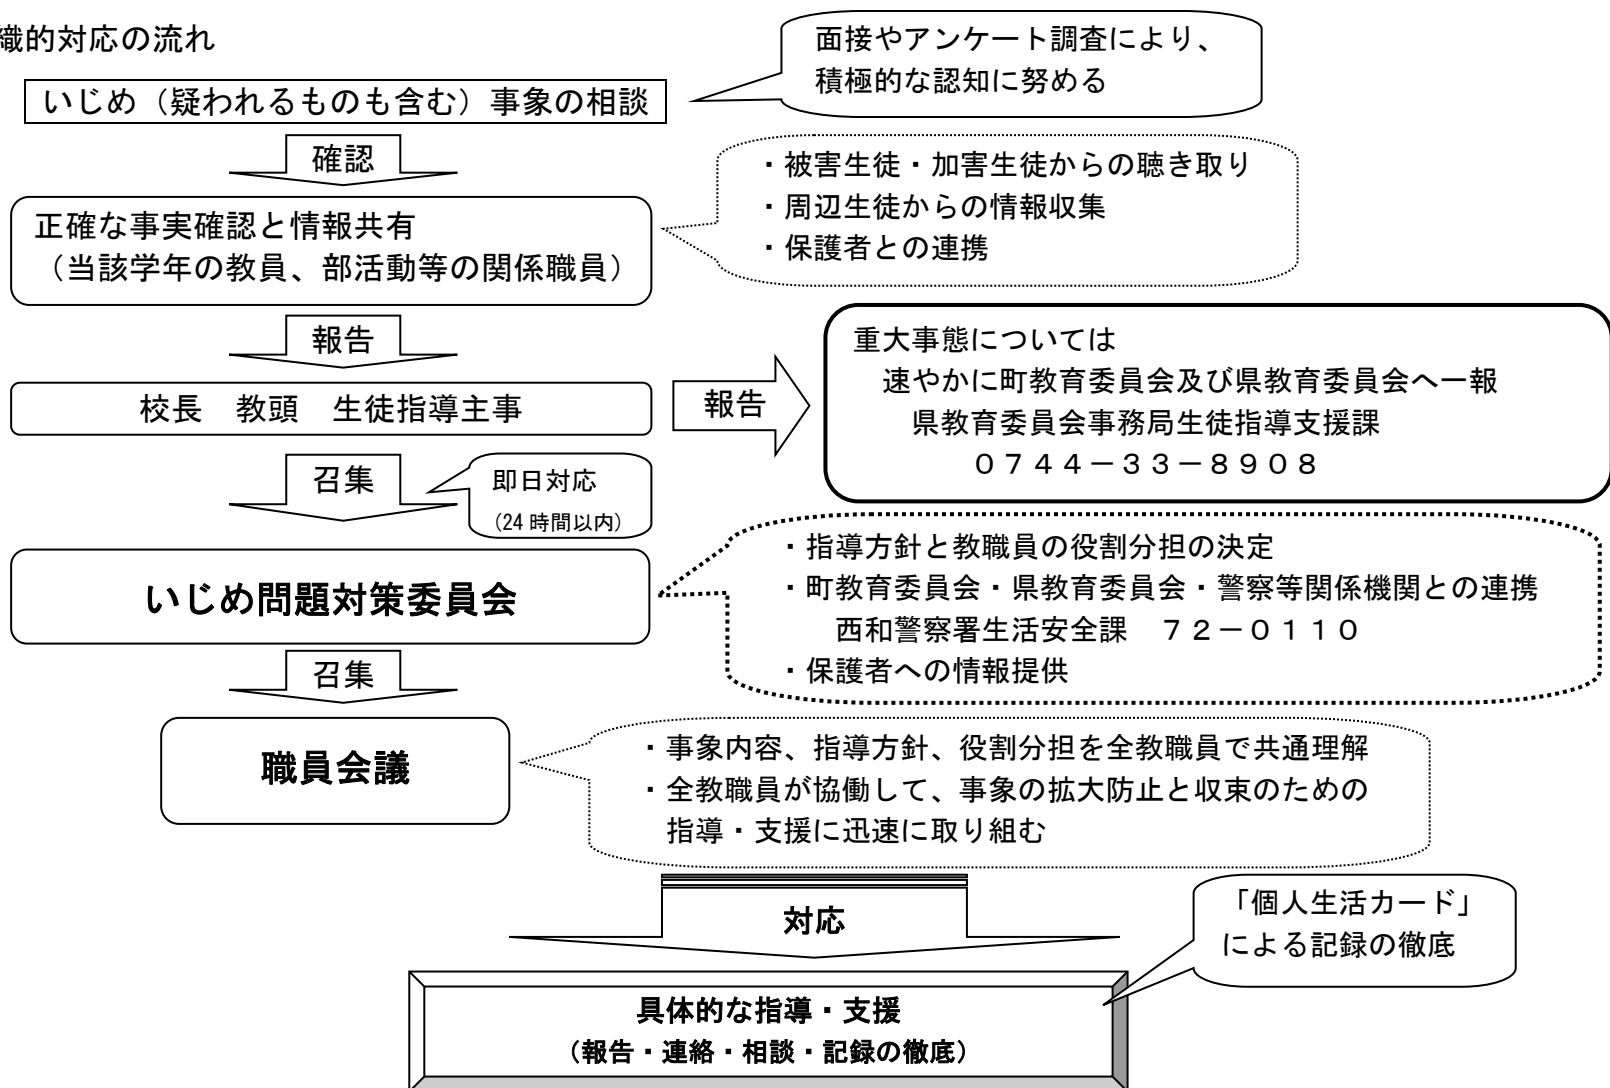 織的対応の流れ
面接やアンケート調査により、
積極的な認知に努める
いじめ（疑われるものも含む）事象の相談
確認
・被害生徒・加害生徒からの聴き取り
・周辺生徒からの情報収集
・保護者との連携
正確な事実確認と情報共有
（当該学年の教員、部活動等の関係職員）
報告
重大事態については
速やかに町教育委員会及び県教育委員会へ一報
県教育委員会事務局生徒指導支援課
０７４４－３３－８９０８
校長　教頭　生徒指導主事
報告
召集
即日対応
（24時間以内）
・指導方針と教職員の役割分担の決定
・町教育委員会・県教育委員会・警察等関係機関との連携
西和警察署生活安全課　７２－０１１０
・保護者への情報提供
いじめ問題対策委員会
召集
職員会議
・事象内容、指導方針、役割分担を全教職員で共通理解
・全教職員が協働して、事象の拡大防止と収束のための
指導・支援に迅速に取り組む
対応
「個人生活カード」
による記録の徹底
具体的な指導・支援
（報告・連絡・相談・記録の徹底）